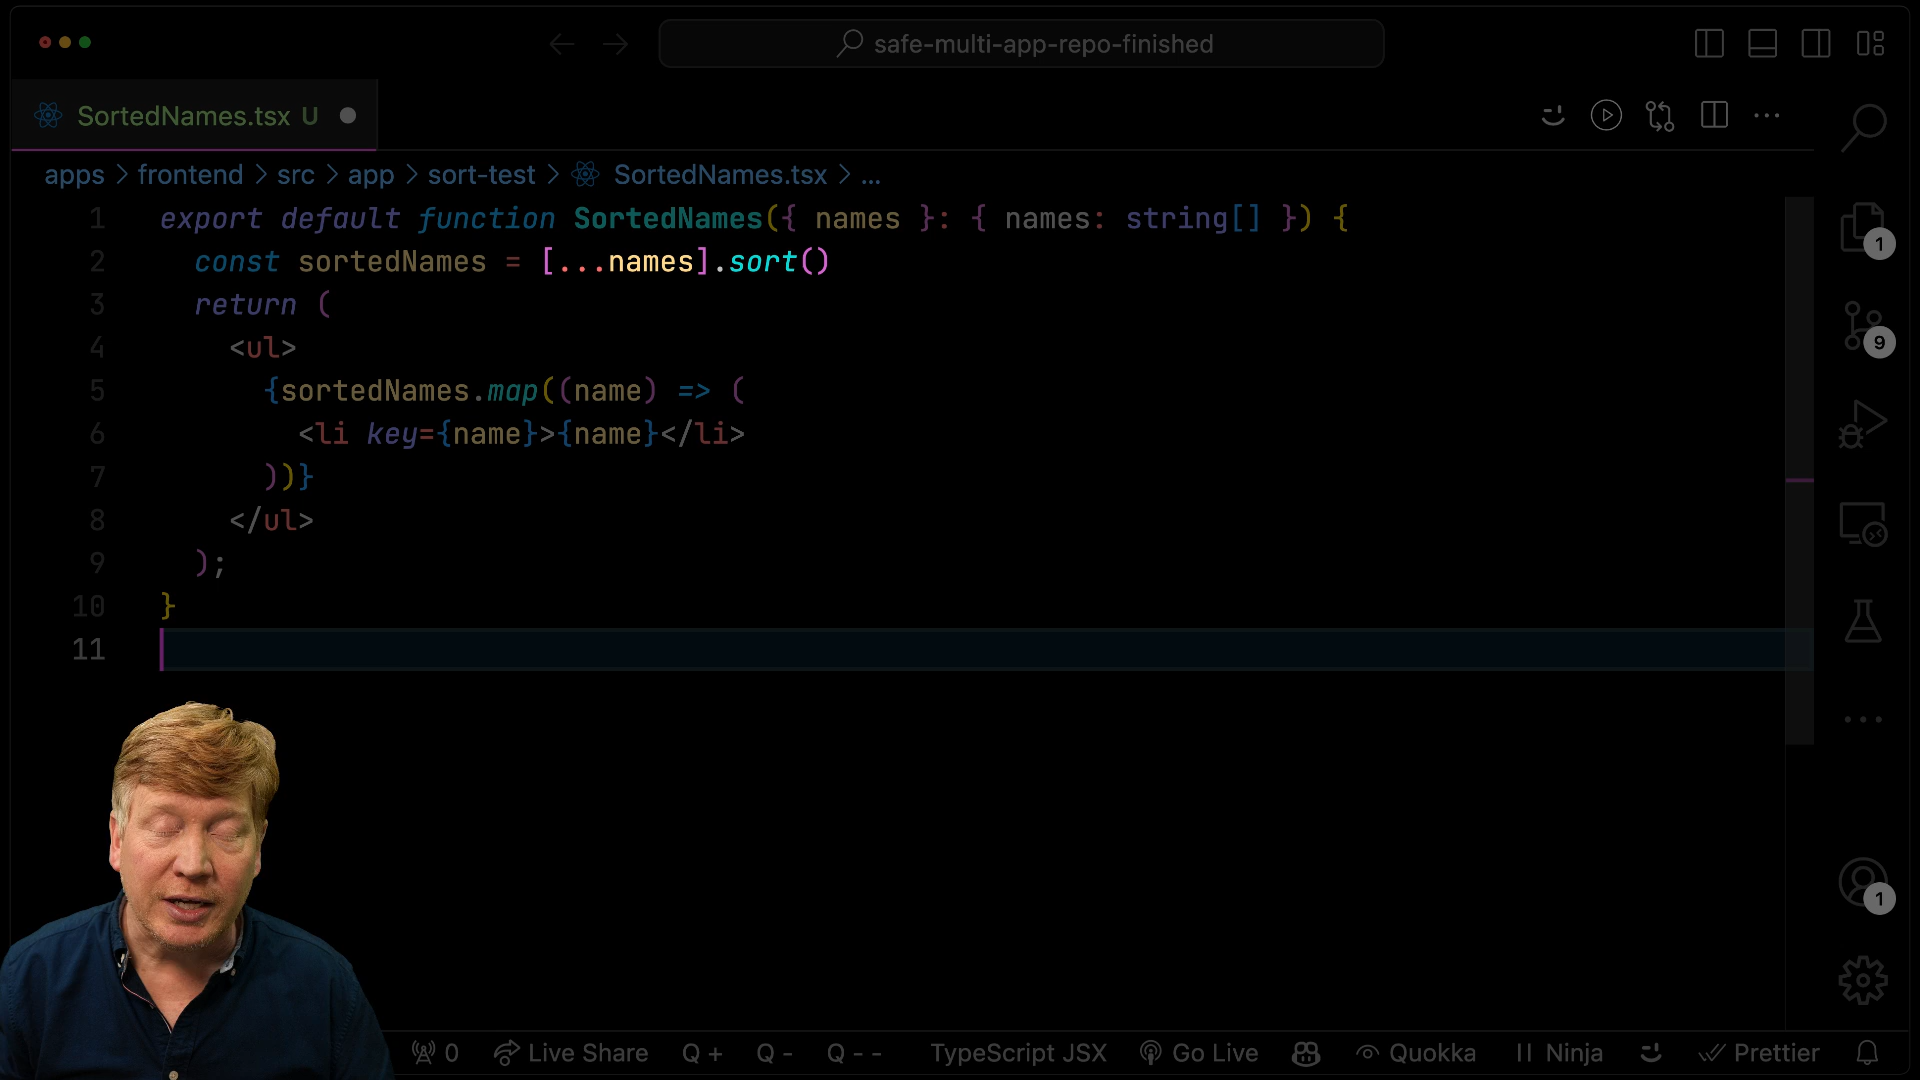 safe-multi-app-repo-finished
SortedNames.tsx U
apps > frontend > src > app > sort-test > SortedNames.tsx > ...
1 export default function SortedNames({ names }: { names: string[] }) {
2 const sortedNames = [...names].sort()
3 return (
4 <ul>
5 {sortedNames.map((name) => (
6 <li key={name}>{name}</li>
7 ))}
8 </ul>
9 );
10 }
11
1
9
1
0 Live Share Q + Q - Q - - TypeScript JSX Go Live Quokka Ninja Prettier